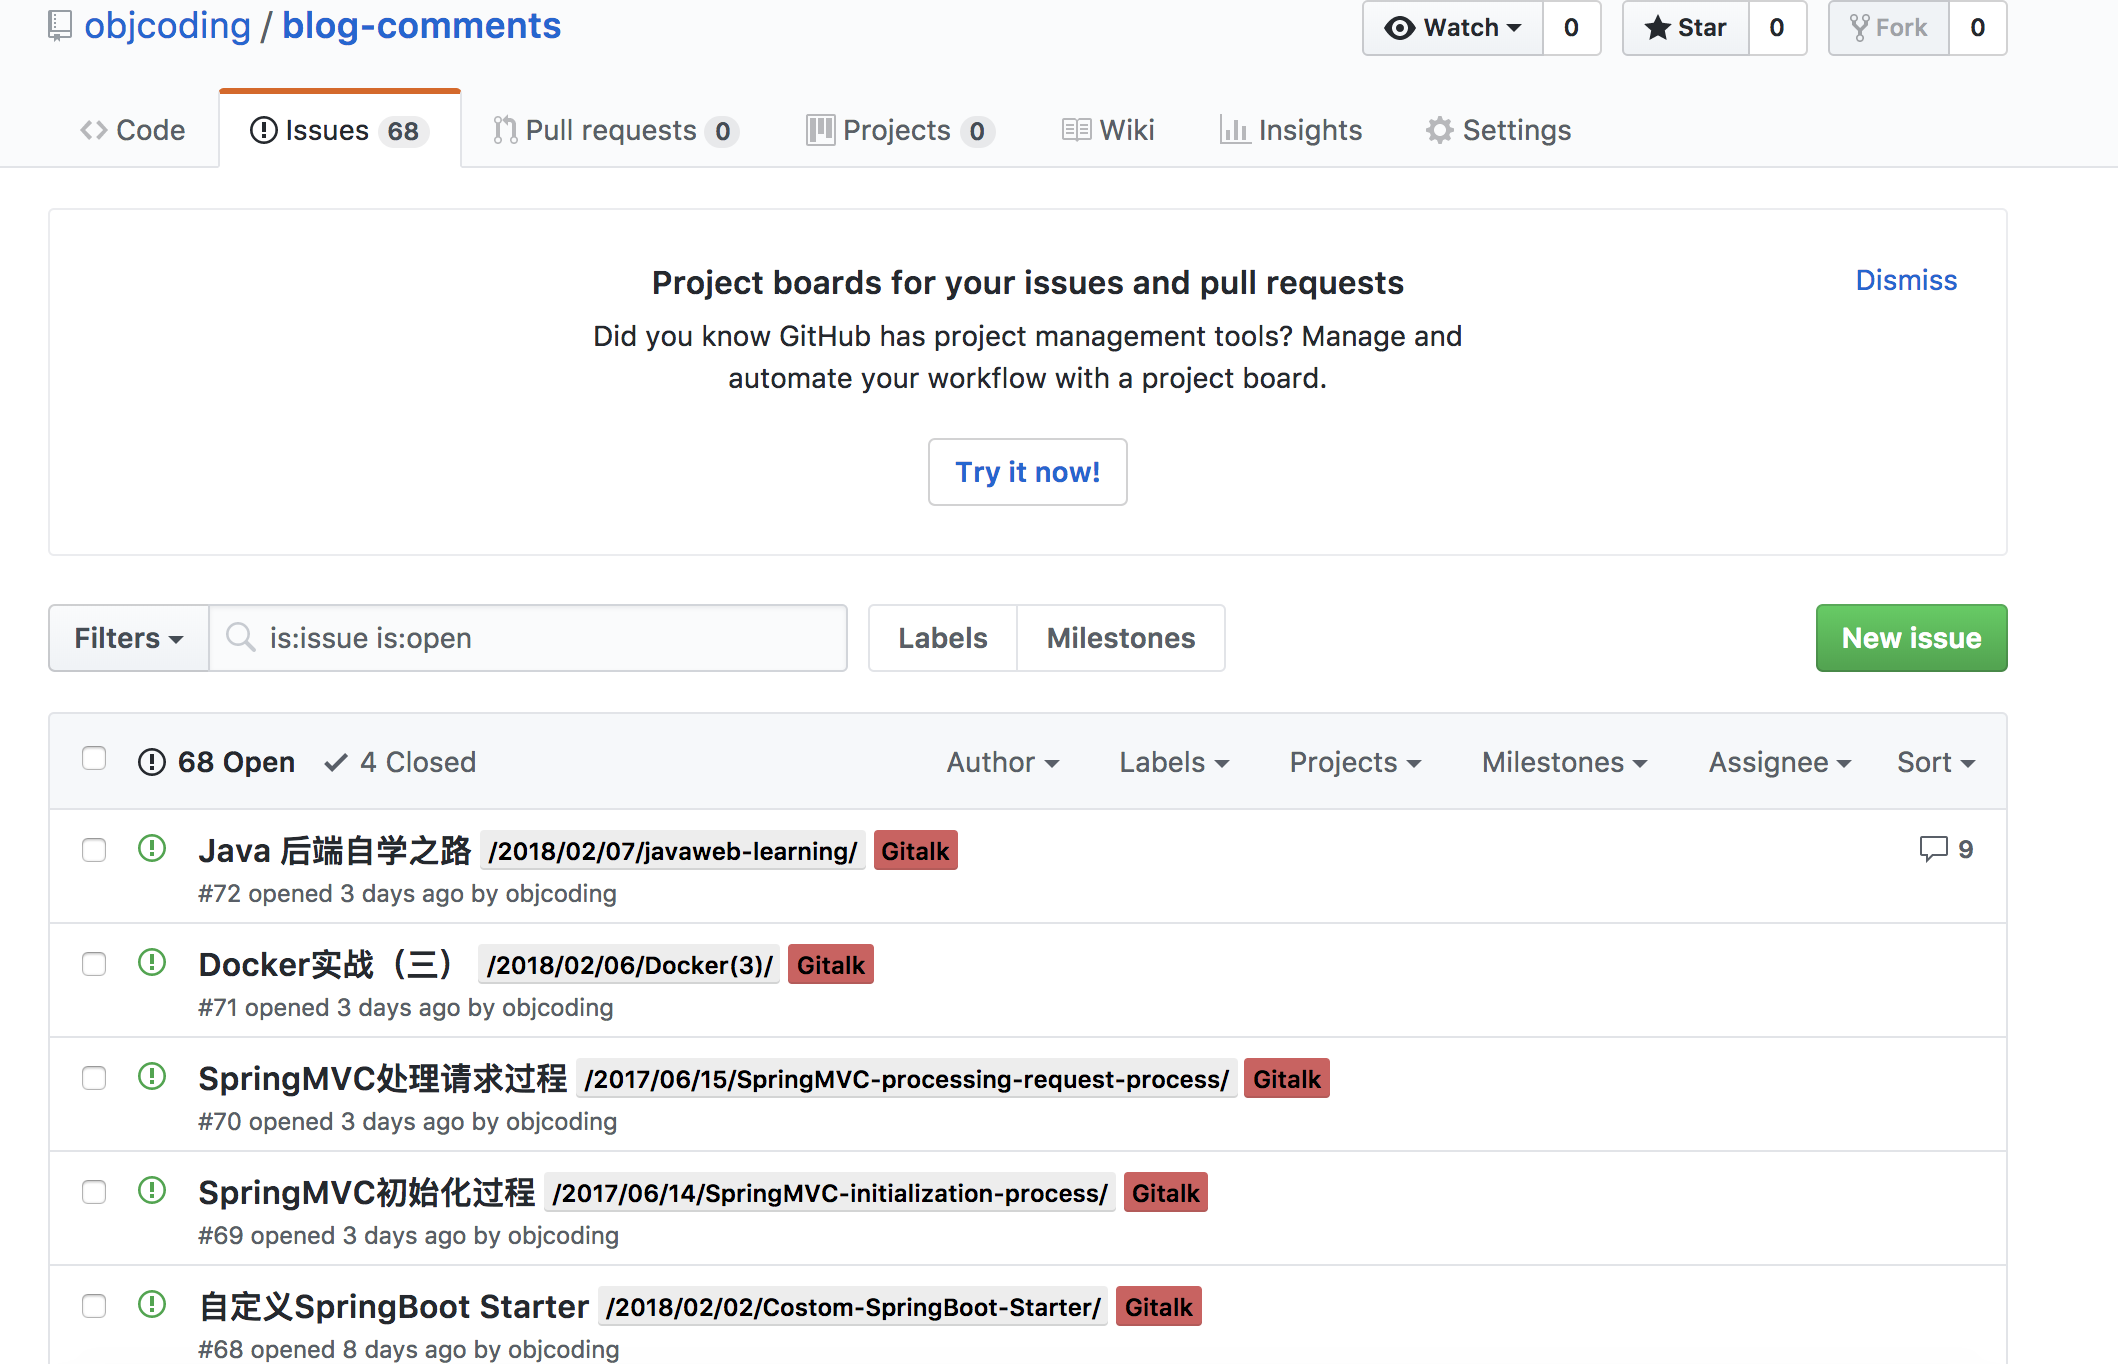 objcoding / blog-comments
Watch 0 Star 0 Fork 0
Code Issues 68 Pull requests 0 Projects 0 Wiki Insights Settings
Project boards for your issues and pull requests
Dismiss
Did you know GitHub has project management tools? Manage and
automate your workflow with a project board.
Try it now!
Filters is:issue is:open Labels Milestones New issue
68 Open 4 Closed Author Labels Projects Milestones Assignee Sort
Java 后端自学之路 /2018/02/07/javaweb-learning/ Gitalk 9
#72 opened 3 days ago by objcoding
Docker实战（三） /2018/02/06/Docker(3)/ Gitalk
#71 opened 3 days ago by objcoding
SpringMVC处理请求过程 /2017/06/15/SpringMVC-processing-request-process/ Gitalk
#70 opened 3 days ago by objcoding
SpringMVC初始化过程 /2017/06/14/SpringMVC-initialization-process/ Gitalk
#69 opened 3 days ago by objcoding
自定义SpringBoot Starter /2018/02/02/Costom-SpringBoot-Starter/ Gitalk
#68 opened 8 days ago by objcoding